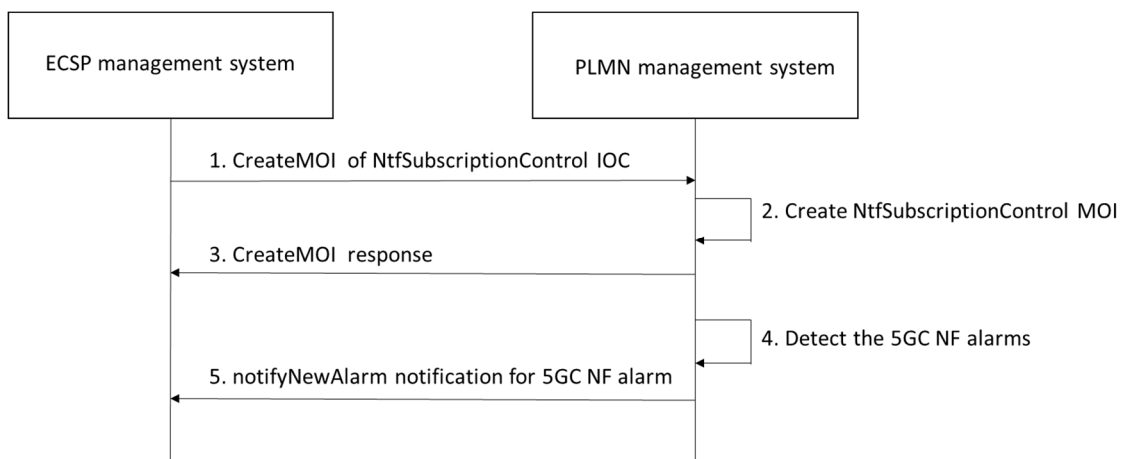 ECSP management system
PLMN management system
1. CreateMOI of NtfSubscriptionControl IOC
2. Create NtfSubscriptionControl MOI
3. CreateMOI response
4. Detect the 5GC NF alarms
5. notifyNewAlarm notification for 5GC NF alarm